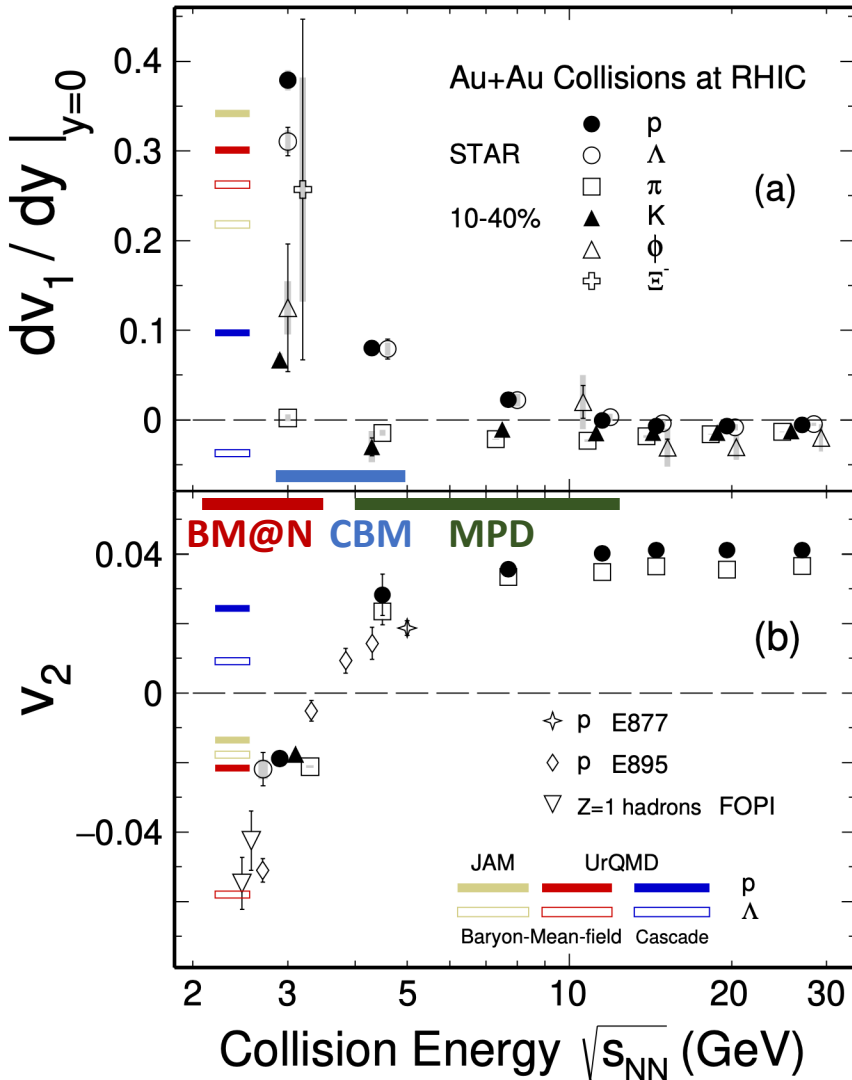 0.4
0.3
0.2
0.1
0
dv₁ / dy |y=0
Au+Au Collisions at RHIC
STAR
10-40%
p
Λ
π
K
ϕ
Ξ⁻
(a)
BM@N CBM MPD
0.04
0
−0.04
v₂
(b)
p E877
p E895
Z=1 hadrons FOPI
JAM UrQMD
p
Λ
Baryon-Mean-field Cascade
2 3 5 10 20 30
Collision Energy √sNN (GeV)